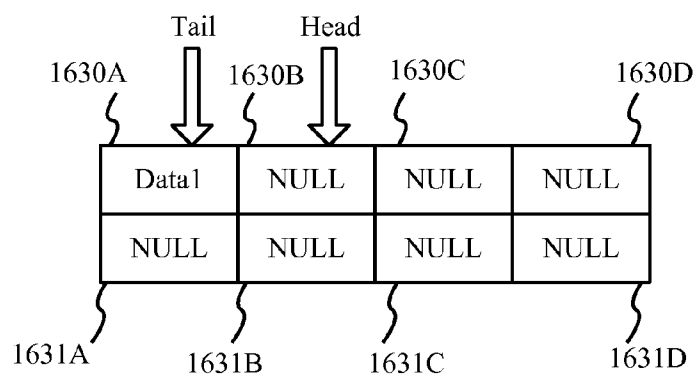 Tail Head
1630A 1630B 1630C 1630D
Data1 NULL NULL NULL
NULL NULL NULL NULL
1631A 1631B 1631C 1631D